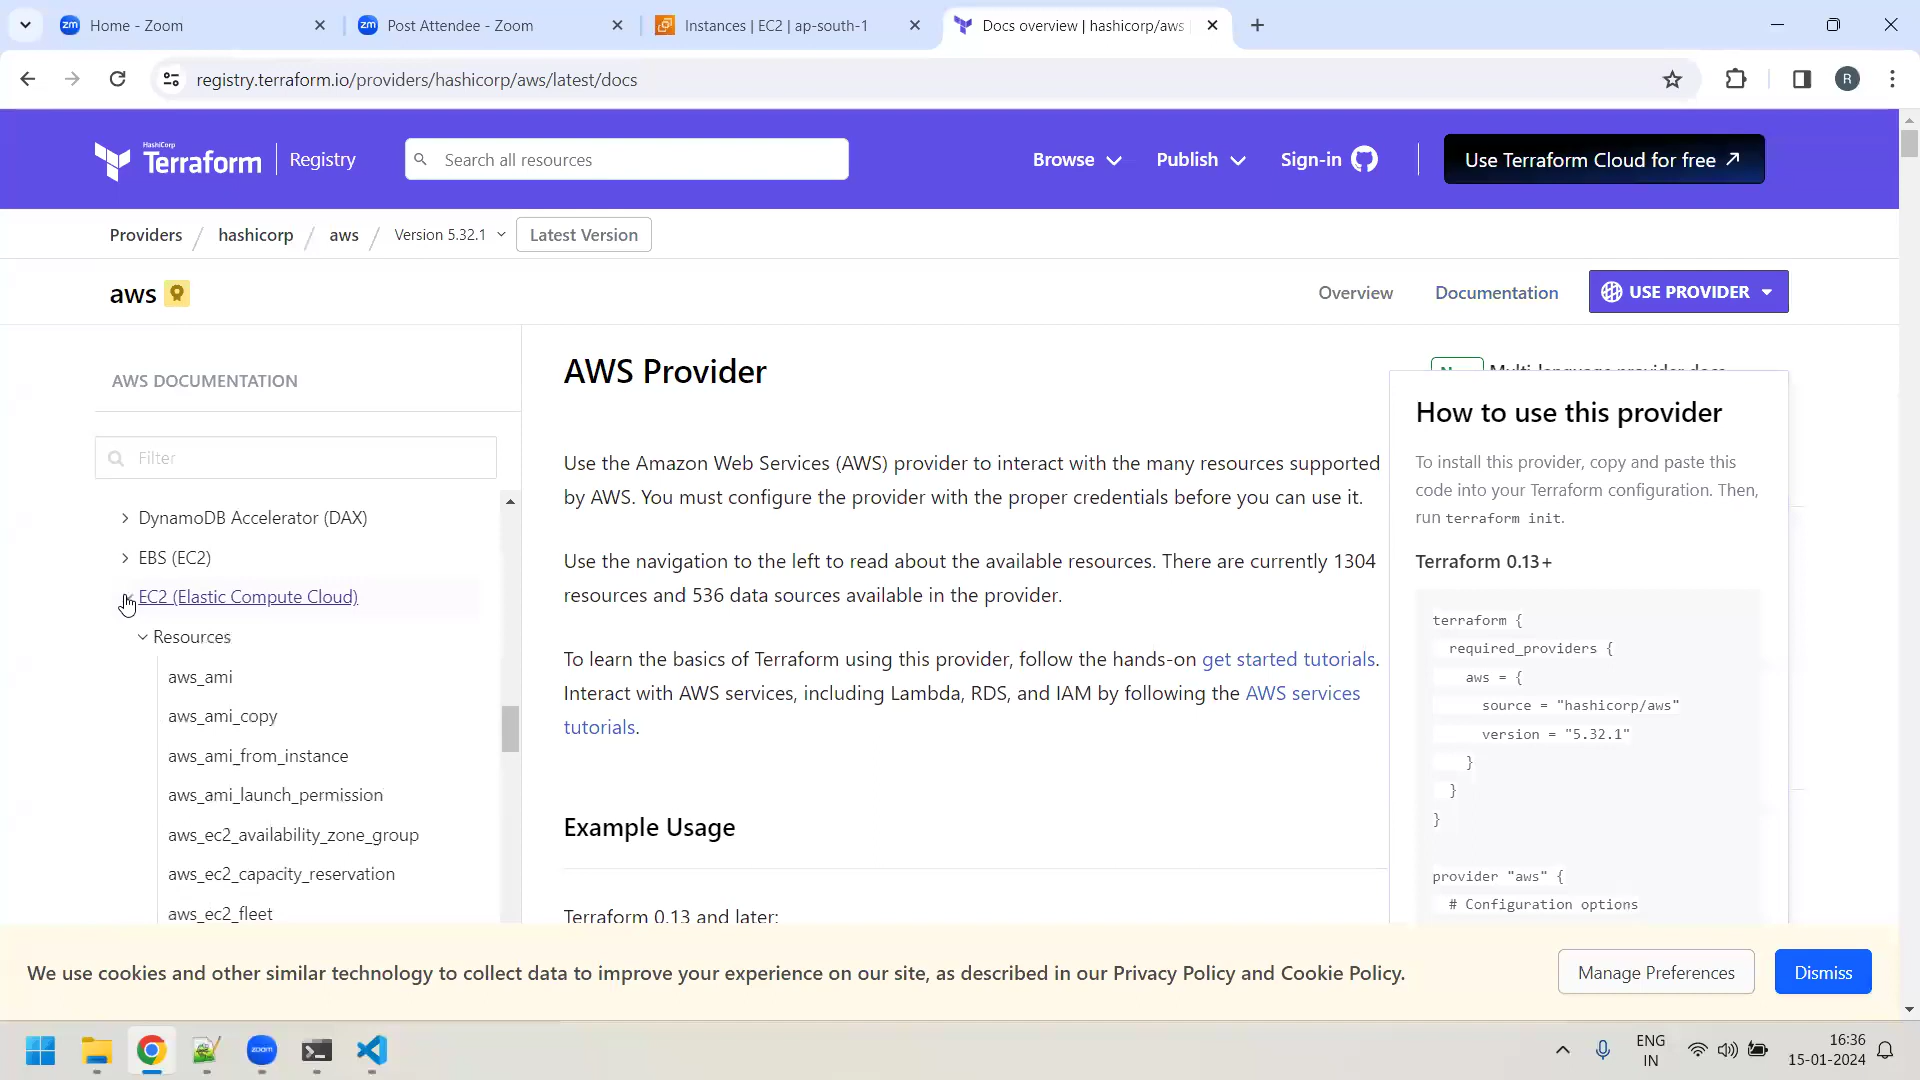 Home - Zoom
Post Attendee - Zoom
Instances | EC2 | ap-south-1
Docs overview | hashicorp/aws
registry.terraform.io/providers/hashicorp/aws/latest/docs
R
HashiCorp
Terraform
Registry
Search all resources
Browse
Publish
Sign-in
Use Terraform Cloud for free
Providers / hashicorp / aws / Version 5.32.1
Latest Version
aws
Overview
Documentation
USE PROVIDER
AWS DOCUMENTATION
Filter
DynamoDB Accelerator (DAX)
EBS (EC2)
EC2 (Elastic Compute Cloud)
Resources
aws_ami
aws_ami_copy
aws_ami_from_instance
aws_ami_launch_permission
aws_ec2_availability_zone_group
aws_ec2_capacity_reservation
aws_ec2_fleet
AWS Provider
Use the Amazon Web Services (AWS) provider to interact with the many resources supported
by AWS. You must configure the provider with the proper credentials before you can use it.
Use the navigation to the left to read about the available resources. There are currently 1304
resources and 536 data sources available in the provider.
To learn the basics of Terraform using this provider, follow the hands-on get started tutorials.
Interact with AWS services, including Lambda, RDS, and IAM by following the AWS services
tutorials.
Example Usage
Terraform 0.13 and later:
Multi-language provider docs
How to use this provider
To install this provider, copy and paste this
code into your Terraform configuration. Then,
run terraform init.
Terraform 0.13+
terraform {
required_providers {
aws = {
source = "hashicorp/aws"
version = "5.32.1"
}
}
}
provider "aws" {
# Configuration options
We use cookies and other similar technology to collect data to improve your experience on our site, as described in our Privacy Policy and Cookie Policy.
Manage Preferences
Dismiss
zoom
ENG
IN
16:36
15-01-2024